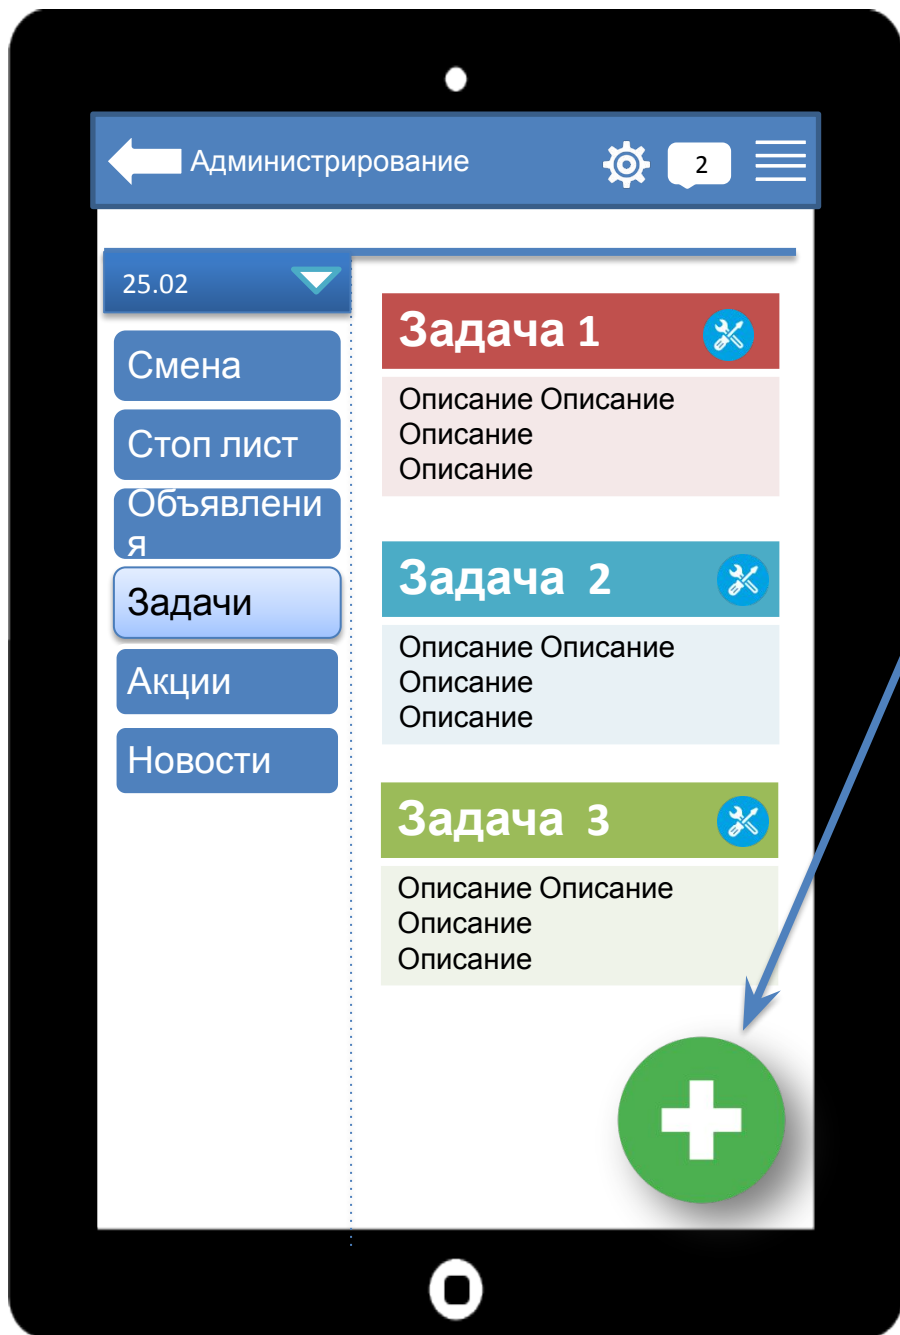 Администрирование
2
25.02
Смена
Стоп лист
Объявлени
я
Задачи
Акции
Новости
Задача 1
Описание Описание
Описание
Описание
Задача 2
Описание Описание
Описание
Описание
Задача 3
Описание Описание
Описание
Описание